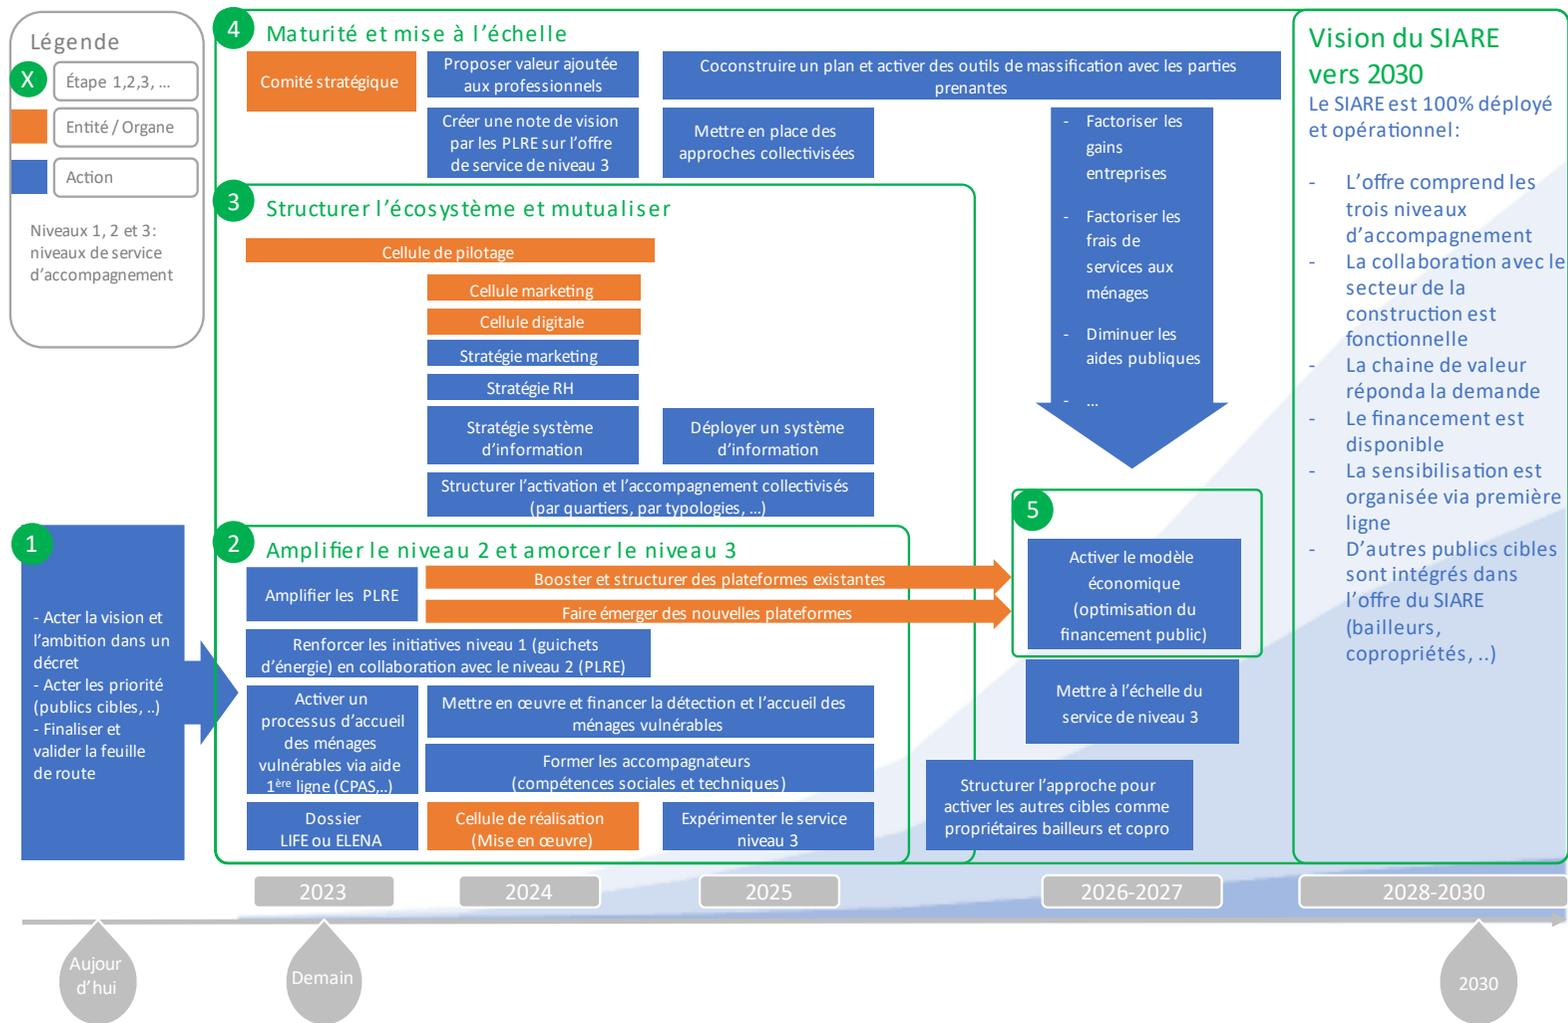 Légende
X
Étape 1,2,3, ...
Entité / Organe
Action
Niveaux 1, 2 et 3:
niveaux de service
d'accompagnement
4
Maturité et mise à l'échelle
Comité stratégique
Proposer valeur ajoutée
aux professionnels
Coconstruire un plan et activer des outils de massification avec les parties
prenantes
Créer une note de vision
par les PLRE sur l'offre
de service de niveau 3
Mettre en place des
approches collectivisées
- Factoriser les
gains
entreprises
- Factoriser les
frais de
services aux
ménages
- Diminuer les
aides publiques
- ...
3
Structurer l'écosystème et mutualiser
Cellule de pilotage
Cellule marketing
Cellule digitale
Stratégie marketing
Stratégie RH
Stratégie système
d'information
Déployer un système
d'information
Structurer l'activation et l'accompagnement collectivisés
(par quartiers, par typologies, ...)
1
- Acter la vision et
l'ambition dans un
décret
- Acter les priorité
(publics cibles, ..)
- Finaliser et
valider la feuille
de route
2
Amplifier le niveau 2 et amorcer le niveau 3
Amplifier les PLRE
Booster et structurer des plateformes existantes
Faire émerger des nouvelles plateformes
Renforcer les initiatives niveau 1 (guichets
d'énergie) en collaboration avec le niveau 2 (PLRE)
Activer un
processus d'accueil
des ménages
vulnérables via aide
1ère ligne (CPAS,..)
Mettre en œuvre et financer la détection et l'accueil des
ménages vulnérables
Former les accompagnateurs
(compétences sociales et techniques)
Dossier
LIFE ou ELENA
Cellule de réalisation
(Mise en œuvre)
Expérimenter le service
niveau 3
5
Activer le modèle
économique
(optimisation du
financement public)
Mettre à l'échelle du
service de niveau 3
Structurer l'approche pour
activer les autres cibles comme
propriétaires bailleurs et copro
Vision du SIARE
vers 2030
Le SIARE est 100% déployé
et opérationnel:
- L'offre comprend les
trois niveaux
d'accompagnement
- La collaboration avec le
secteur de la
construction est
fonctionnelle
- La chaine de valeur
réponda la demande
- Le financement est
disponible
- La sensibilisation est
organisée via première
ligne
- D'autres publics cibles
sont intégrés dans
l'offre du SIARE
(bailleurs,
copropriétés, ..)
2023
2024
2025
2026-2027
2028-2030
Aujour
d'hui
Demain
2030